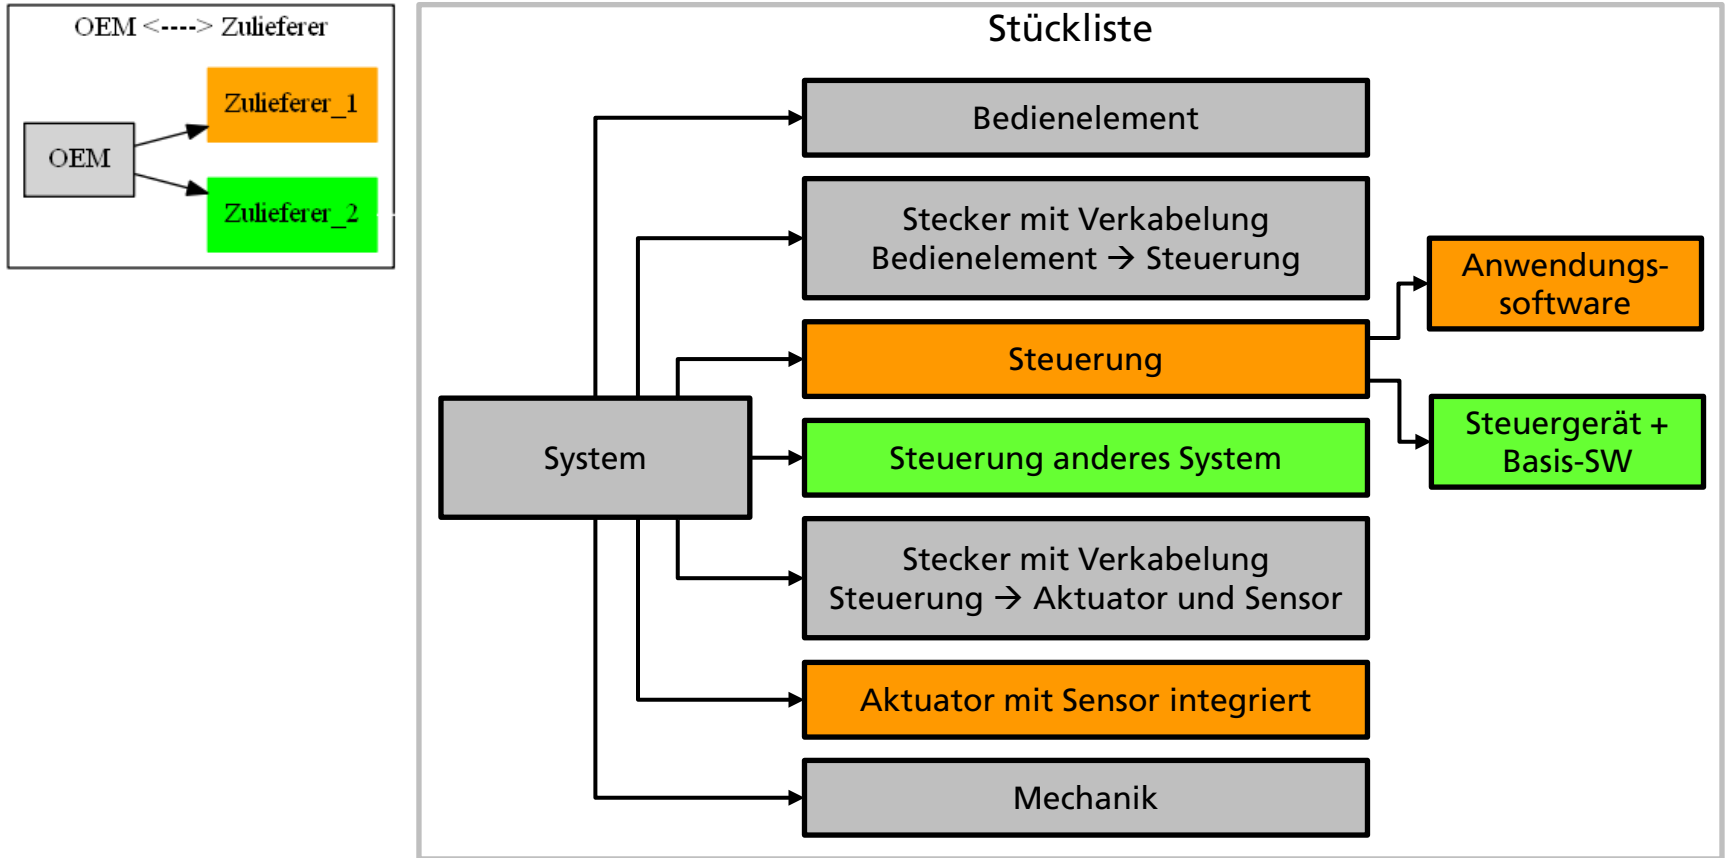 OEM <----> Zulieferer
Zulieferer_1
OEM
Zulieferer_2
Stückliste
Bedienelement
Stecker mit Verkabelung
Bedienelement → Steuerung
Anwendungs-
software
Steuerung
System
Steuerung anderes System
Steuergerät +
Basis-SW
Stecker mit Verkabelung
Steuerung → Aktuator und Sensor
Aktuator mit Sensor integriert
Mechanik